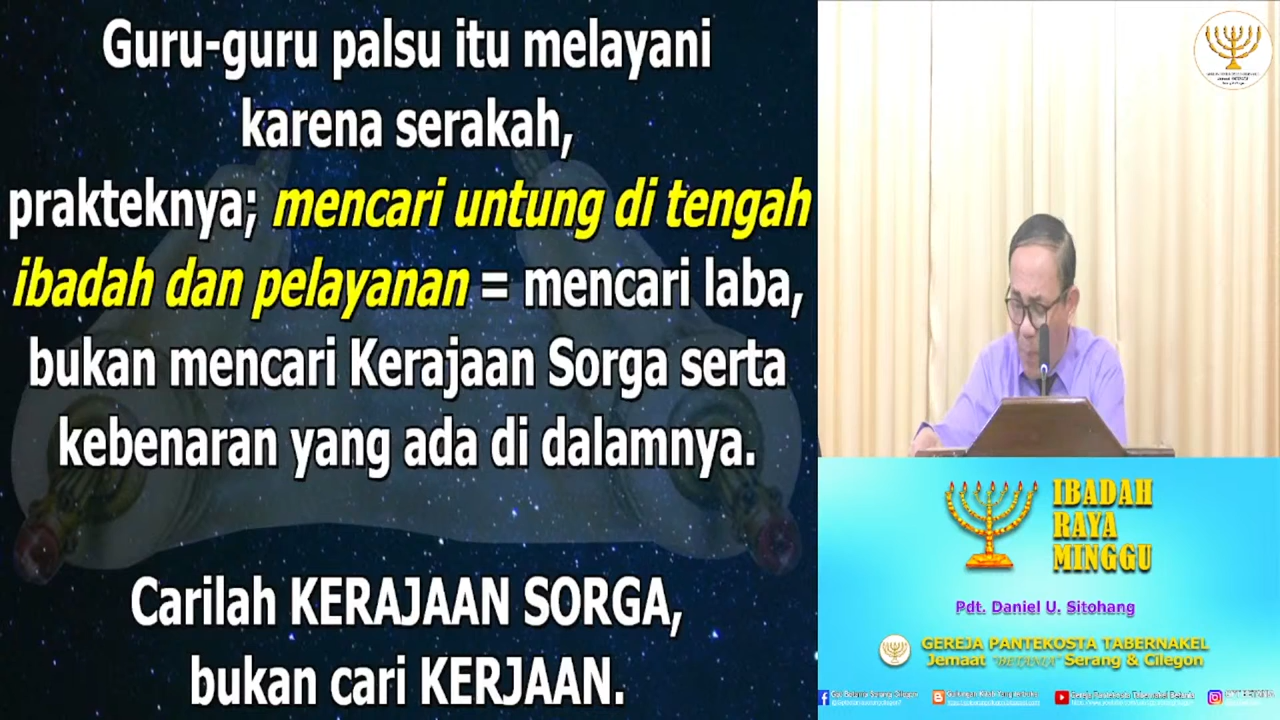 Guru-guru palsu itu melayani
karena serakah,
prakteknya; mencari untung di tengah
ibadah dan pelayanan = mencari laba,
bukan mencari Kerajaan Sorga serta
kebenaran yang ada di dalamnya.
Carilah KERAJAAN SORGA,
bukan cari KERJAAN.
IBADAH
RAYA
MINGGU
Pdt. Daniel U. Sitohang
GEREJA PANTEKOSTA TABERNAKEL
Jemaat "BETANIA" Serang & Cilegon